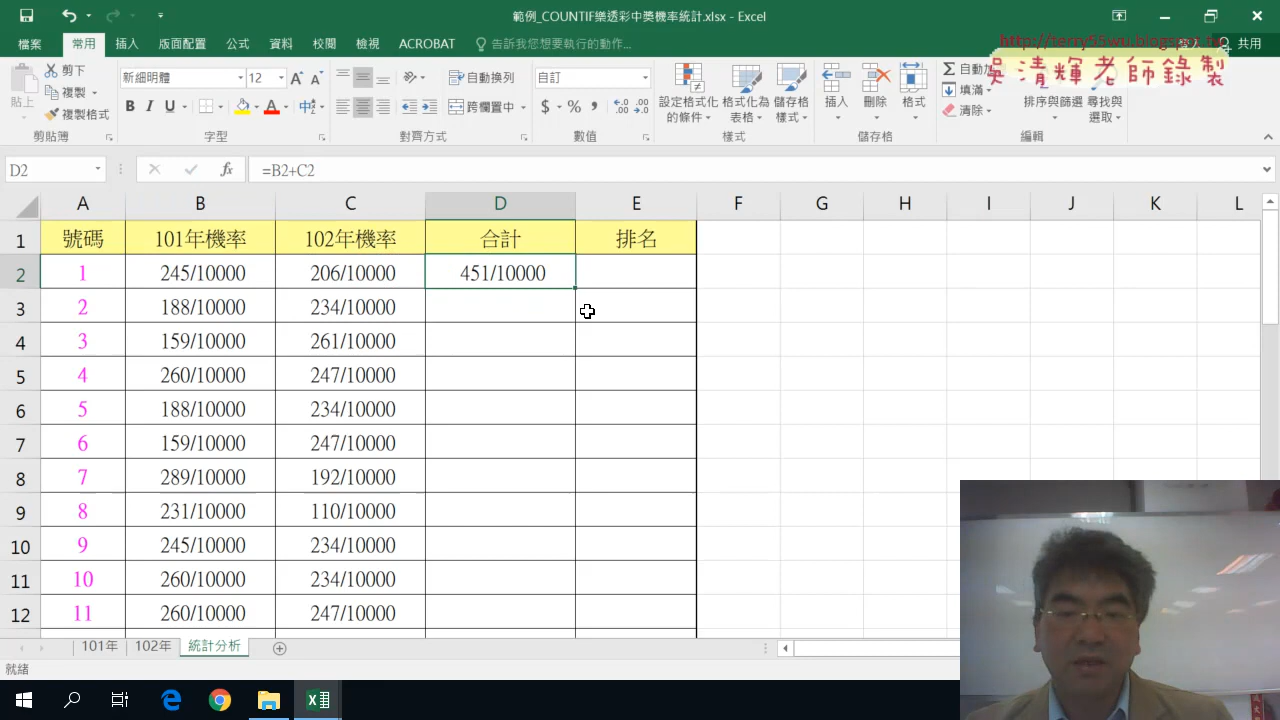 範例_COUNTIF樂透彩中獎機率統計.xlsx - Excel
檔案 常用 插入 版面配置 公式 資料 校閱 檢視 ACROBAT 告訴我您想要執行的動作... 共用
http://terry55wu.blogspot.tw
吳清輝老師錄製
貼上 剪下 複製 複製格式 剪貼簿
新細明體 12 字型
自動換列 跨欄置中 對齊方式
自訂 數值
設定格式化的條件 格式化為表格 儲存格樣式 樣式
插入 刪除 格式 儲存格
自動加 填滿 清除 排序與篩選 尋找與選取 編輯
D2 fx =B2+C2
A B C D E F G H I J K L
1 號碼 101年機率 102年機率 合計 排名
2 1 245/10000 206/10000 451/10000
3 2 188/10000 234/10000
4 3 159/10000 261/10000
5 4 260/10000 247/10000
6 5 188/10000 234/10000
7 6 159/10000 247/10000
8 7 289/10000 192/10000
9 8 231/10000 110/10000
10 9 245/10000 234/10000
11 10 260/10000 234/10000
12 11 260/10000 247/10000
101年 102年 統計分析
就緒